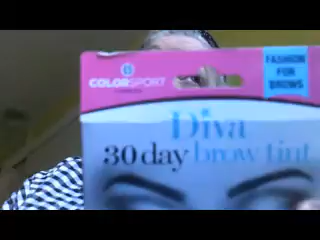 COLORSPORT
FASHION
FOR
BROWS
Diva
30 day brow tint